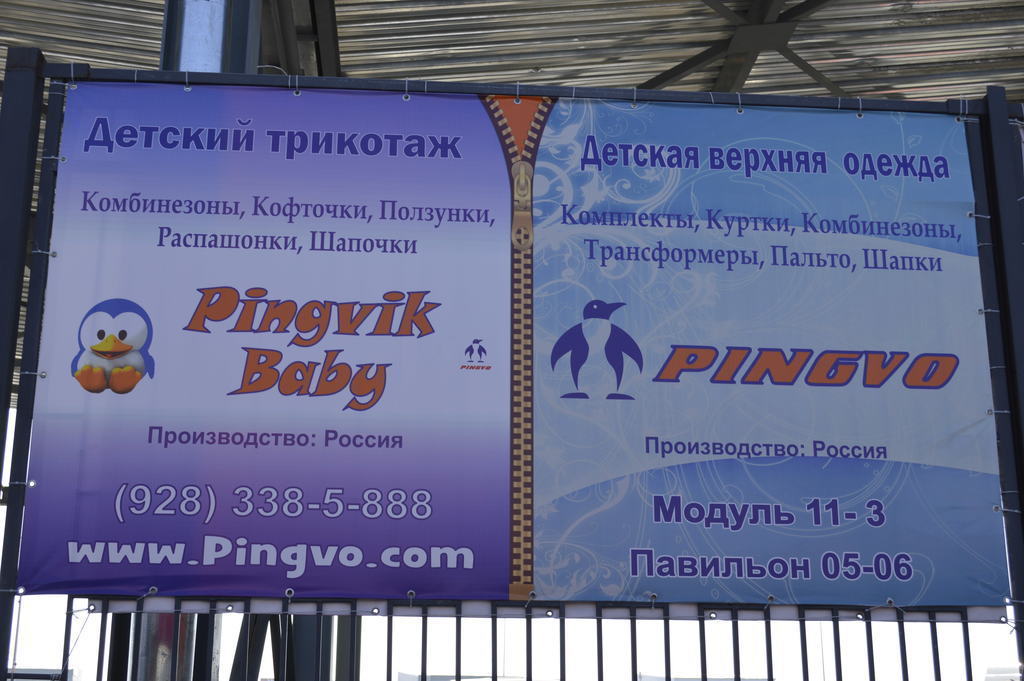 Детский трикотаж
Комбинезоны, Кофточки, Ползунки,
Распашонки, Шапочки
Pingvik
Baby
PINGVO
Производство: Россия
(928) 338-5-888
www.Pingvo.com
Детская верхняя одежда
Комплекты, Куртки, Комбинезоны,
Трансформеры, Пальто, Шапки
PINGVO
Производство: Россия
Модуль 11- 3
Павильон 05-06